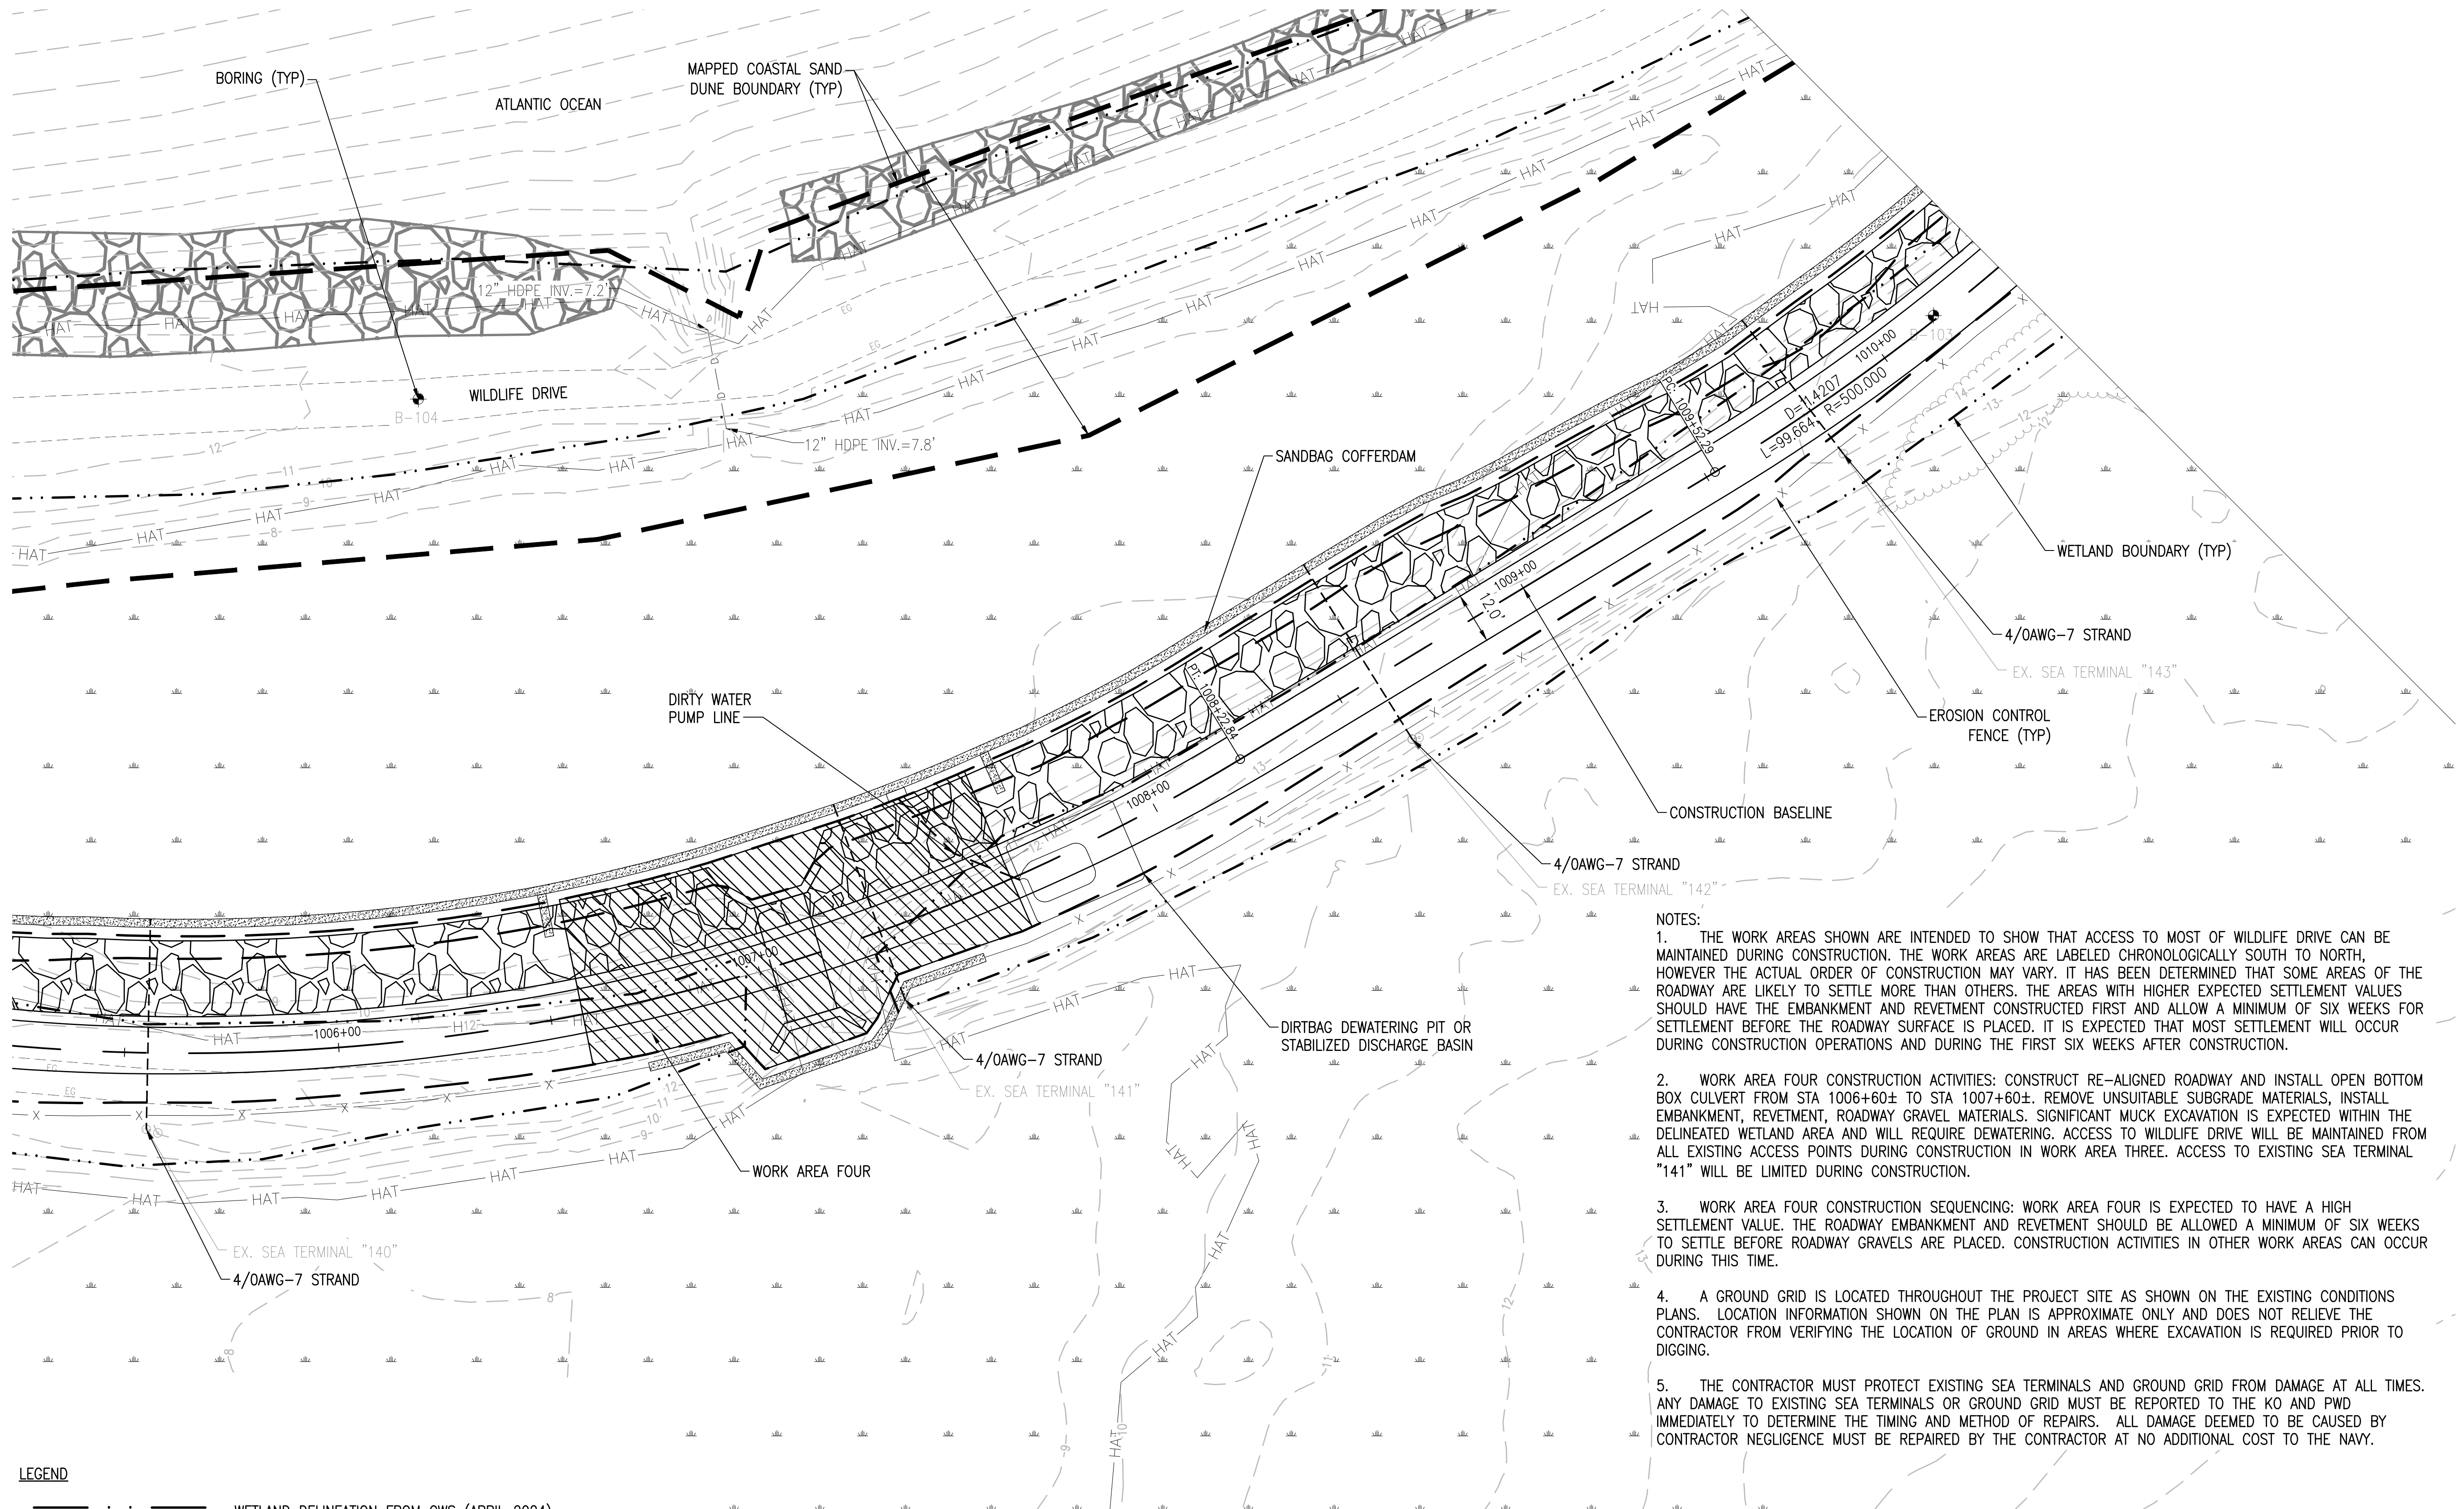 BORING (TYP)
ATLANTIC OCEAN
MAPPED COASTAL SAND
DUNE BOUNDARY (TYP)
12" HDPE INV.=7.2'
B-104
WILDLIFE DRIVE
12" HDPE INV.=7.8'
HAT
EG
12
11
10
9
8
SANDBAG COFFERDAM
PC: 1009+52.29
D=11.4207
R=500.000
L=99.664
1010+00
B-103
14
13
12
WETLAND BOUNDARY (TYP)
4/0AWG-7 STRAND
EX. SEA TERMINAL "143"
EROSION CONTROL
FENCE (TYP)
1009+00
12.0'
CONSTRUCTION BASELINE
PT: 1008+22.84
1008+00
DIRTY WATER
PUMP LINE
4/0AWG-7 STRAND
EX. SEA TERMINAL "142"
1007+00
1006+00
DIRTBAG DEWATERING PIT OR
STABILIZED DISCHARGE BASIN
4/0AWG-7 STRAND
EX. SEA TERMINAL "141"
WORK AREA FOUR
EX. SEA TERMINAL "140"
4/0AWG-7 STRAND
NOTES:
1. THE WORK AREAS SHOWN ARE INTENDED TO SHOW THAT ACCESS TO MOST OF WILDLIFE DRIVE CAN BE
MAINTAINED DURING CONSTRUCTION. THE WORK AREAS ARE LABELED CHRONOLOGICALLY SOUTH TO NORTH,
HOWEVER THE ACTUAL ORDER OF CONSTRUCTION MAY VARY. IT HAS BEEN DETERMINED THAT SOME AREAS OF THE
ROADWAY ARE LIKELY TO SETTLE MORE THAN OTHERS. THE AREAS WITH HIGHER EXPECTED SETTLEMENT VALUES
SHOULD HAVE THE EMBANKMENT AND REVETMENT CONSTRUCTED FIRST AND ALLOW A MINIMUM OF SIX WEEKS FOR
SETTLEMENT BEFORE THE ROADWAY SURFACE IS PLACED. IT IS EXPECTED THAT MOST SETTLEMENT WILL OCCUR
DURING CONSTRUCTION OPERATIONS AND DURING THE FIRST SIX WEEKS AFTER CONSTRUCTION.
2. WORK AREA FOUR CONSTRUCTION ACTIVITIES: CONSTRUCT RE-ALIGNED ROADWAY AND INSTALL OPEN BOTTOM
BOX CULVERT FROM STA 1006+60± TO STA 1007+60±. REMOVE UNSUITABLE SUBGRADE MATERIALS, INSTALL
EMBANKMENT, REVETMENT, ROADWAY GRAVEL MATERIALS. SIGNIFICANT MUCK EXCAVATION IS EXPECTED WITHIN THE
DELINEATED WETLAND AREA AND WILL REQUIRE DEWATERING. ACCESS TO WILDLIFE DRIVE WILL BE MAINTAINED FROM
ALL EXISTING ACCESS POINTS DURING CONSTRUCTION IN WORK AREA THREE. ACCESS TO EXISTING SEA TERMINAL
"141" WILL BE LIMITED DURING CONSTRUCTION.
3. WORK AREA FOUR CONSTRUCTION SEQUENCING: WORK AREA FOUR IS EXPECTED TO HAVE A HIGH
SETTLEMENT VALUE. THE ROADWAY EMBANKMENT AND REVETMENT SHOULD BE ALLOWED A MINIMUM OF SIX WEEKS
TO SETTLE BEFORE ROADWAY GRAVELS ARE PLACED. CONSTRUCTION ACTIVITIES IN OTHER WORK AREAS CAN OCCUR
DURING THIS TIME.
4. A GROUND GRID IS LOCATED THROUGHOUT THE PROJECT SITE AS SHOWN ON THE EXISTING CONDITIONS
PLANS. LOCATION INFORMATION SHOWN ON THE PLAN IS APPROXIMATE ONLY AND DOES NOT RELIEVE THE
CONTRACTOR FROM VERIFYING THE LOCATION OF GROUND IN AREAS WHERE EXCAVATION IS REQUIRED PRIOR TO
DIGGING.
5. THE CONTRACTOR MUST PROTECT EXISTING SEA TERMINALS AND GROUND GRID FROM DAMAGE AT ALL TIMES.
ANY DAMAGE TO EXISTING SEA TERMINALS OR GROUND GRID MUST BE REPORTED TO THE KO AND PWD
IMMEDIATELY TO DETERMINE THE TIMING AND METHOD OF REPAIRS. ALL DAMAGE DEEMED TO BE CAUSED BY
CONTRACTOR NEGLIGENCE MUST BE REPAIRED BY THE CONTRACTOR AT NO ADDITIONAL COST TO THE NAVY.
LEGEND
WETLAND DELINEATION FROM OWS (APRIL 2024)